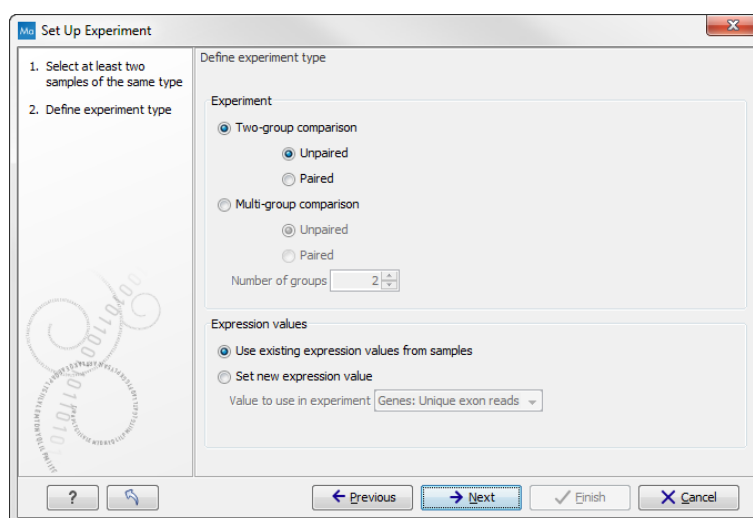 Ma Set Up Experiment
1. Select at least two
samples of the same type
2. Define experiment type
Define experiment type
Experiment
Two-group comparison
Unpaired
Paired
Multi-group comparison
Unpaired
Paired
Number of groups 2
Expression values
Use existing expression values from samples
Set new expression value
Value to use in experiment Genes: Unique exon reads
? Previous Next Finish Cancel